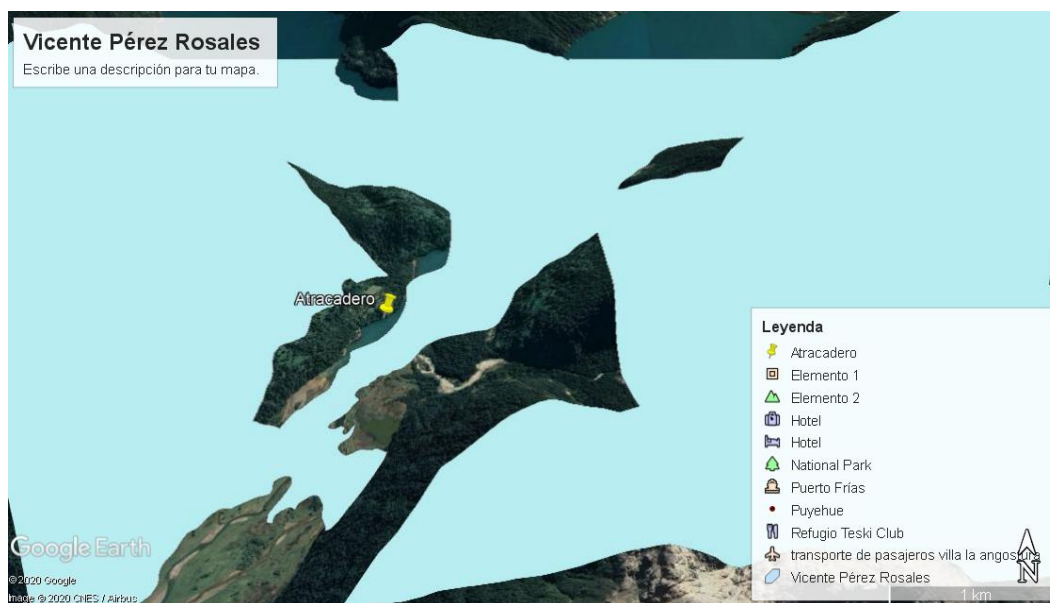 Vicente Pérez Rosales
Escribe una descripción para tu mapa.
Atracadero
Leyenda
Atracadero
Elemento 1
Elemento 2
Hotel
Hotel
National Park
Puerto Frías
Puyehue
Refugio Teski Club
transporte de pasajeros villa la angostura
Vicente Pérez Rosales
N
1 km
Google Earth
© 2020 Google
Image © 2020 CNES / Airbus